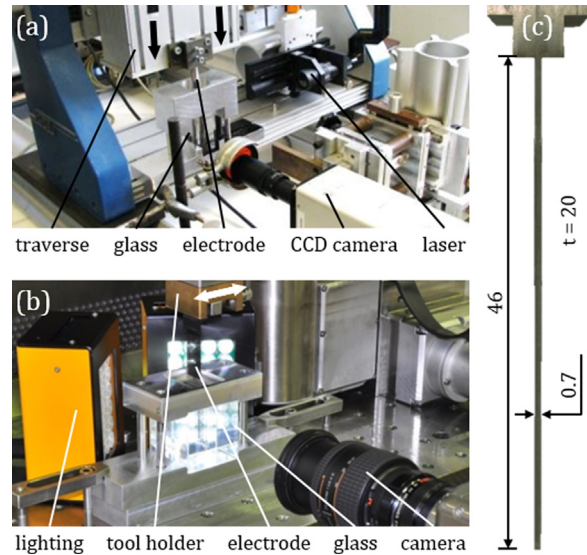 (a)
traverse glass electrode CCD camera laser
(b)
lighting tool holder electrode glass camera
(c)
46
t = 20
0.7